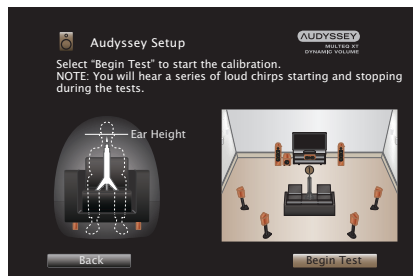 Audyssey Setup
AUDYSSEY
MULTEQ XT
DYNAMIC VOLUME
Select “Begin Test” to start the calibration.
NOTE: You will hear a series of loud chirps starting and stopping
during the tests.
Ear Height
Back
Begin Test